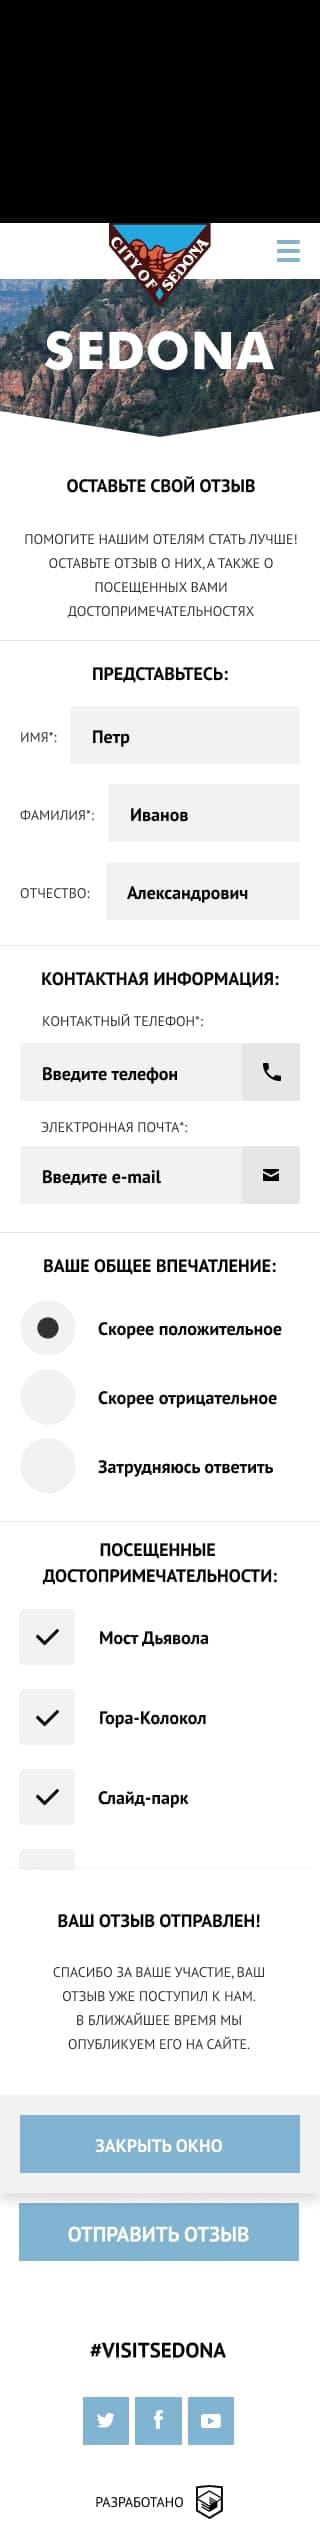 CITY OF SEDONA
SEDONA
ОСТАВЬТЕ СВОЙ ОТЗЫВ
ПОМОГИТЕ НАШИМ ОТЕЛЯМ СТАТЬ ЛУЧШЕ!
ОСТАВЬТЕ ОТЗЫВ О НИХ, А ТАКЖЕ О
ПОСЕЩЕННЫХ ВАМИ
ДОСТОПРИМЕЧАТЕЛЬНОСТЯХ
ПРЕДСТАВЬТЕСЬ:
ИМЯ*: Петр
ФАМИЛИЯ*: Иванов
ОТЧЕСТВО: Александрович
КОНТАКТНАЯ ИНФОРМАЦИЯ:
КОНТАКТНЫЙ ТЕЛЕФОН*:
Введите телефон
ЭЛЕКТРОННАЯ ПОЧТА*:
Введите e-mail
ВАШЕ ОБЩЕЕ ВПЕЧАТЛЕНИЕ:
Скорее положительное
Скорее отрицательное
Затрудняюсь ответить
ПОСЕЩЕННЫЕ
ДОСТОПРИМЕЧАТЕЛЬНОСТИ:
Мост Дьявола
Гора-Колокол
Слайд-парк
ВАШ ОТЗЫВ ОТПРАВЛЕН!
СПАСИБО ЗА ВАШЕ УЧАСТИЕ, ВАШ
ОТЗЫВ УЖЕ ПОСТУПИЛ К НАМ.
В БЛИЖАЙШЕЕ ВРЕМЯ МЫ
ОПУБЛИКУЕМ ЕГО НА САЙТЕ.
ЗАКРЫТЬ ОКНО
ОТПРАВИТЬ ОТЗЫВ
#VISITSEDONA
РАЗРАБОТАНО